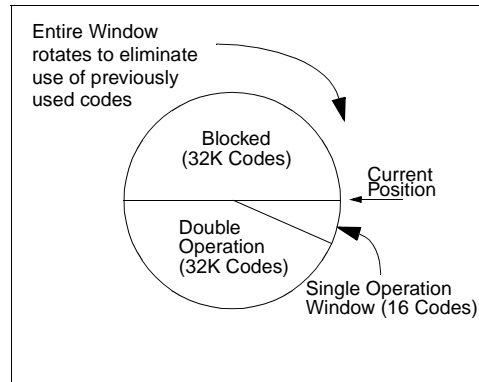 Entire Window
rotates to eliminate
use of previously
used codes
Blocked
(32K Codes)
Current
Position
Double
Operation
(32K Codes)
Single Operation
Window (16 Codes)